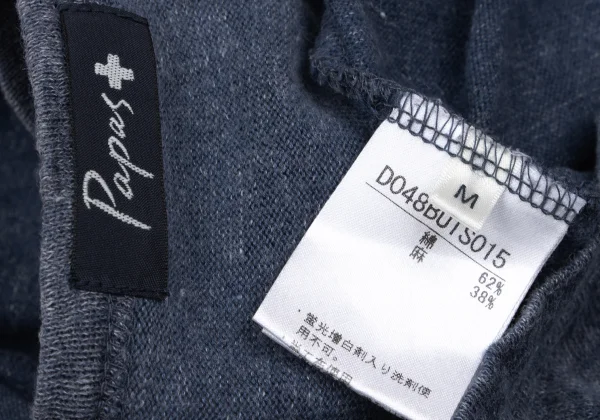 Papas+
M
D048BUTS015
綿 62%
麻 38%
・蛍光増白剤入り洗剤使
用不可。